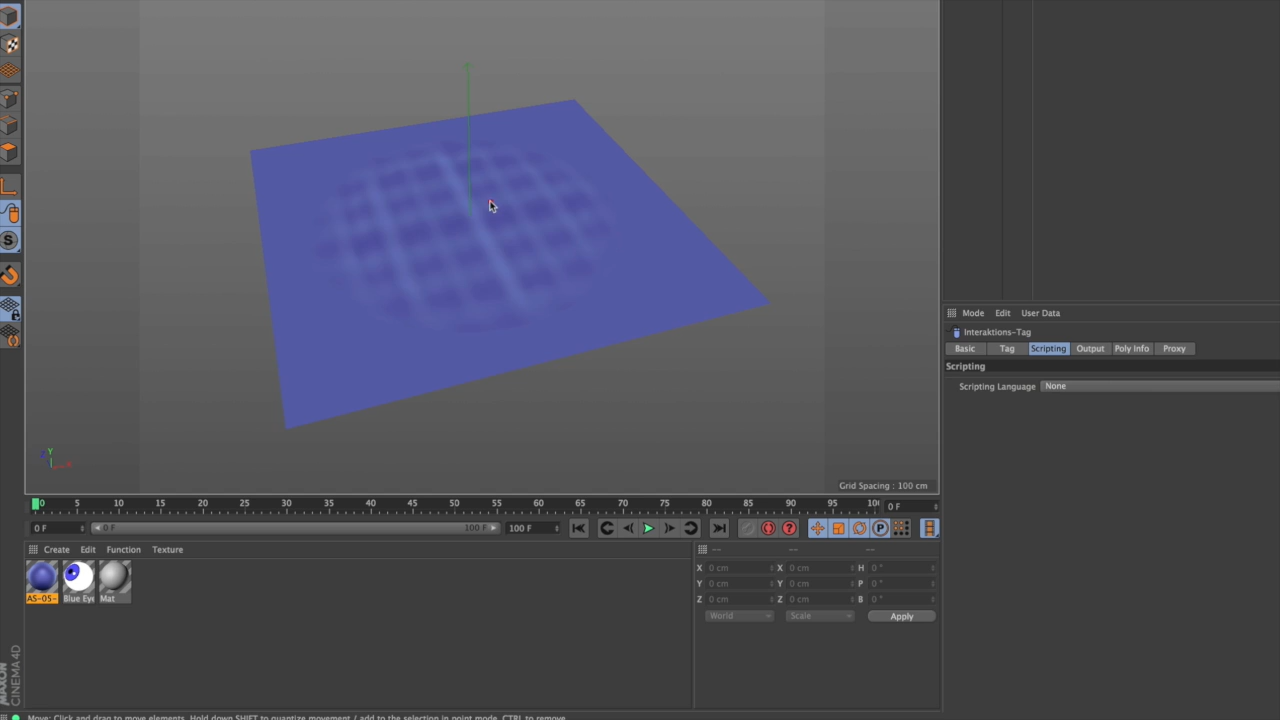 Mode Edit User Data
Interaktions-Tag
Basic Tag Scripting Output Poly Info Proxy
Scripting
Scripting Language None
Y
Grid Spacing : 100 cm
0 5 10 15 20 25 30 35 40 45 50 55 60 65 70 75 80 85 90 95 100 0 F
0 F 0 F 100 F 100 F
Create Edit Function Texture
-- -- --
X 0 cm X 0 cm H 0 °
Y 0 cm Y 0 cm P 0 °
Z 0 cm Z 0 cm B 0 °
World Scale Apply
AS-05- Blue Eye Mat
MAXON
CINEMA4D
Move: Click and drag to move elements. Hold down SHIFT to quantize movement / add to the selection in point mode, CTRL to remove.